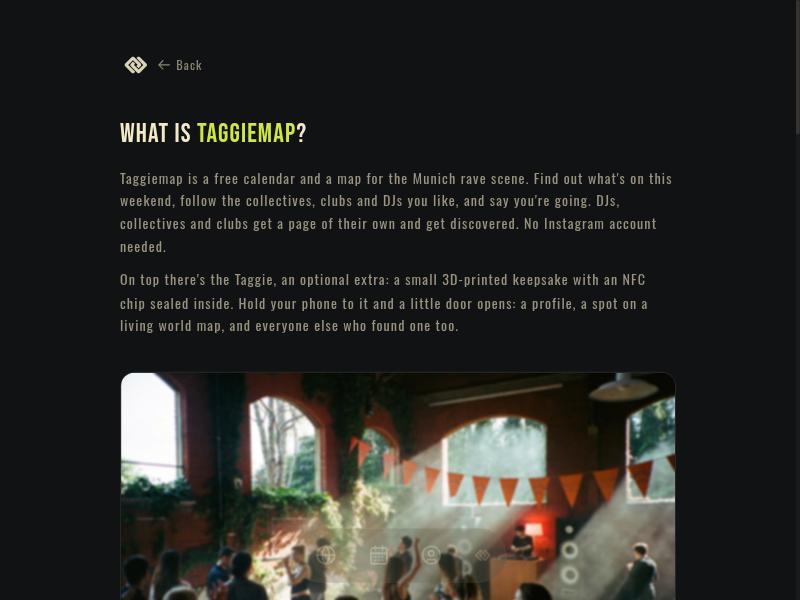 Back
WHAT IS TAGGIEMAP?
Taggiemap is a free calendar and a map for the Munich rave scene. Find out what's on this
weekend, follow the collectives, clubs and DJs you like, and say you're going. DJs,
collectives and clubs get a page of their own and get discovered. No Instagram account
needed.
On top there's the Taggie, an optional extra: a small 3D-printed keepsake with an NFC
chip sealed inside. Hold your phone to it and a little door opens: a profile, a spot on a
living world map, and everyone else who found one too.